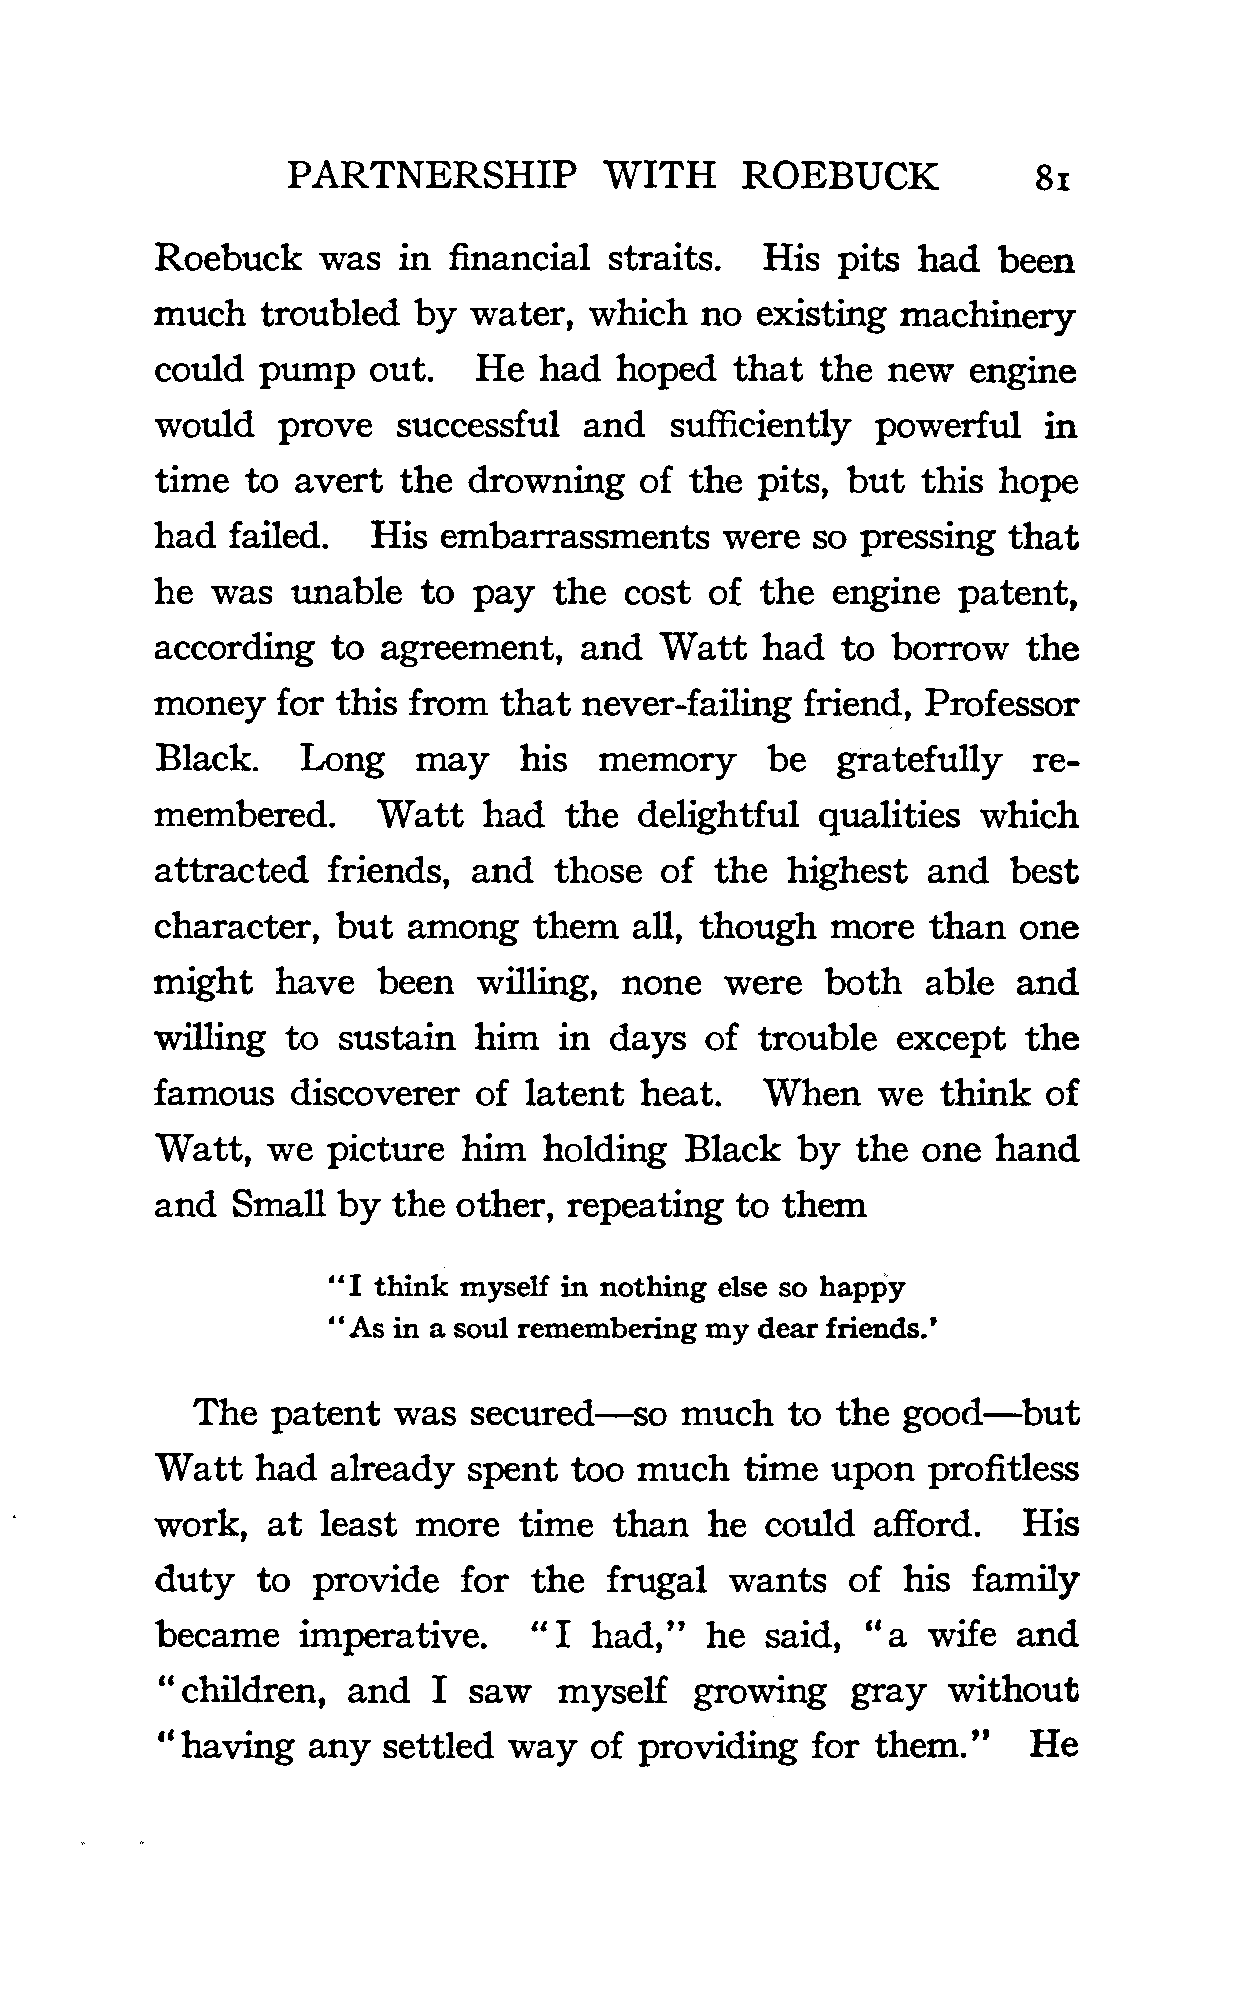 PARTNERSHIP WITH ROEBUCK 81
Roebuck was in financial straits. His pits had been
much troubled by water, which no existing machinery
could pump out. He had hoped that the new engine
would prove successful and sufficiently powerful in
time to avert the drowning of the pits, but this hope
had failed. His embarrassments were so pressing that
he was unable to pay the cost of the engine patent,
according to agreement, and Watt had to borrow the
money for this from that never-failing friend, Professor
Black. Long may his memory be gratefully re-
membered. Watt had the delightful qualities which
attracted friends, and those of the highest and best
character, but among them all, though more than one
might have been willing, none were both able and
willing to sustain him in days of trouble except the
famous discoverer of latent heat. When we think of
Watt, we picture him holding Black by the one hand
and Small by the other, repeating to them
"I think myself in nothing else so happy
"As in a soul remembering my dear friends.'
The patent was secured—so much to the good—but
Watt had already spent too much time upon profitless
work, at least more time than he could afford. His
duty to provide for the frugal wants of his family
became imperative. "I had," he said, "a wife and
"children, and I saw myself growing gray without
"having any settled way of providing for them." He